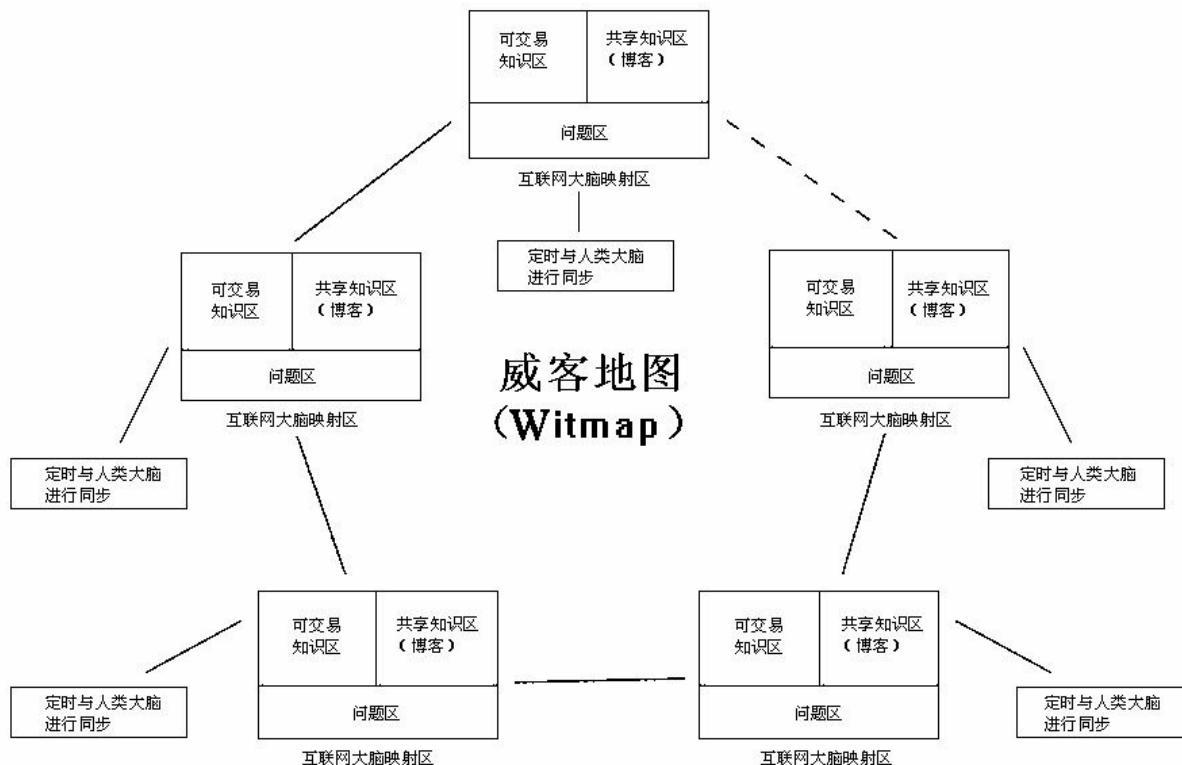 可交易
知识区
共享知识区
(博客)
问题区
互联网大脑映射区
定时与人类大脑
进行同步
可交易
知识区
共享知识区
(博客)
问题区
互联网大脑映射区
定时与人类大脑
进行同步
可交易
知识区
共享知识区
(博客)
问题区
互联网大脑映射区
定时与人类大脑
进行同步
威客地图
(Witmap)
可交易
知识区
共享知识区
(博客)
问题区
互联网大脑映射区
定时与人类大脑
进行同步
可交易
知识区
共享知识区
(博客)
问题区
互联网大脑映射区
定时与人类大脑
进行同步